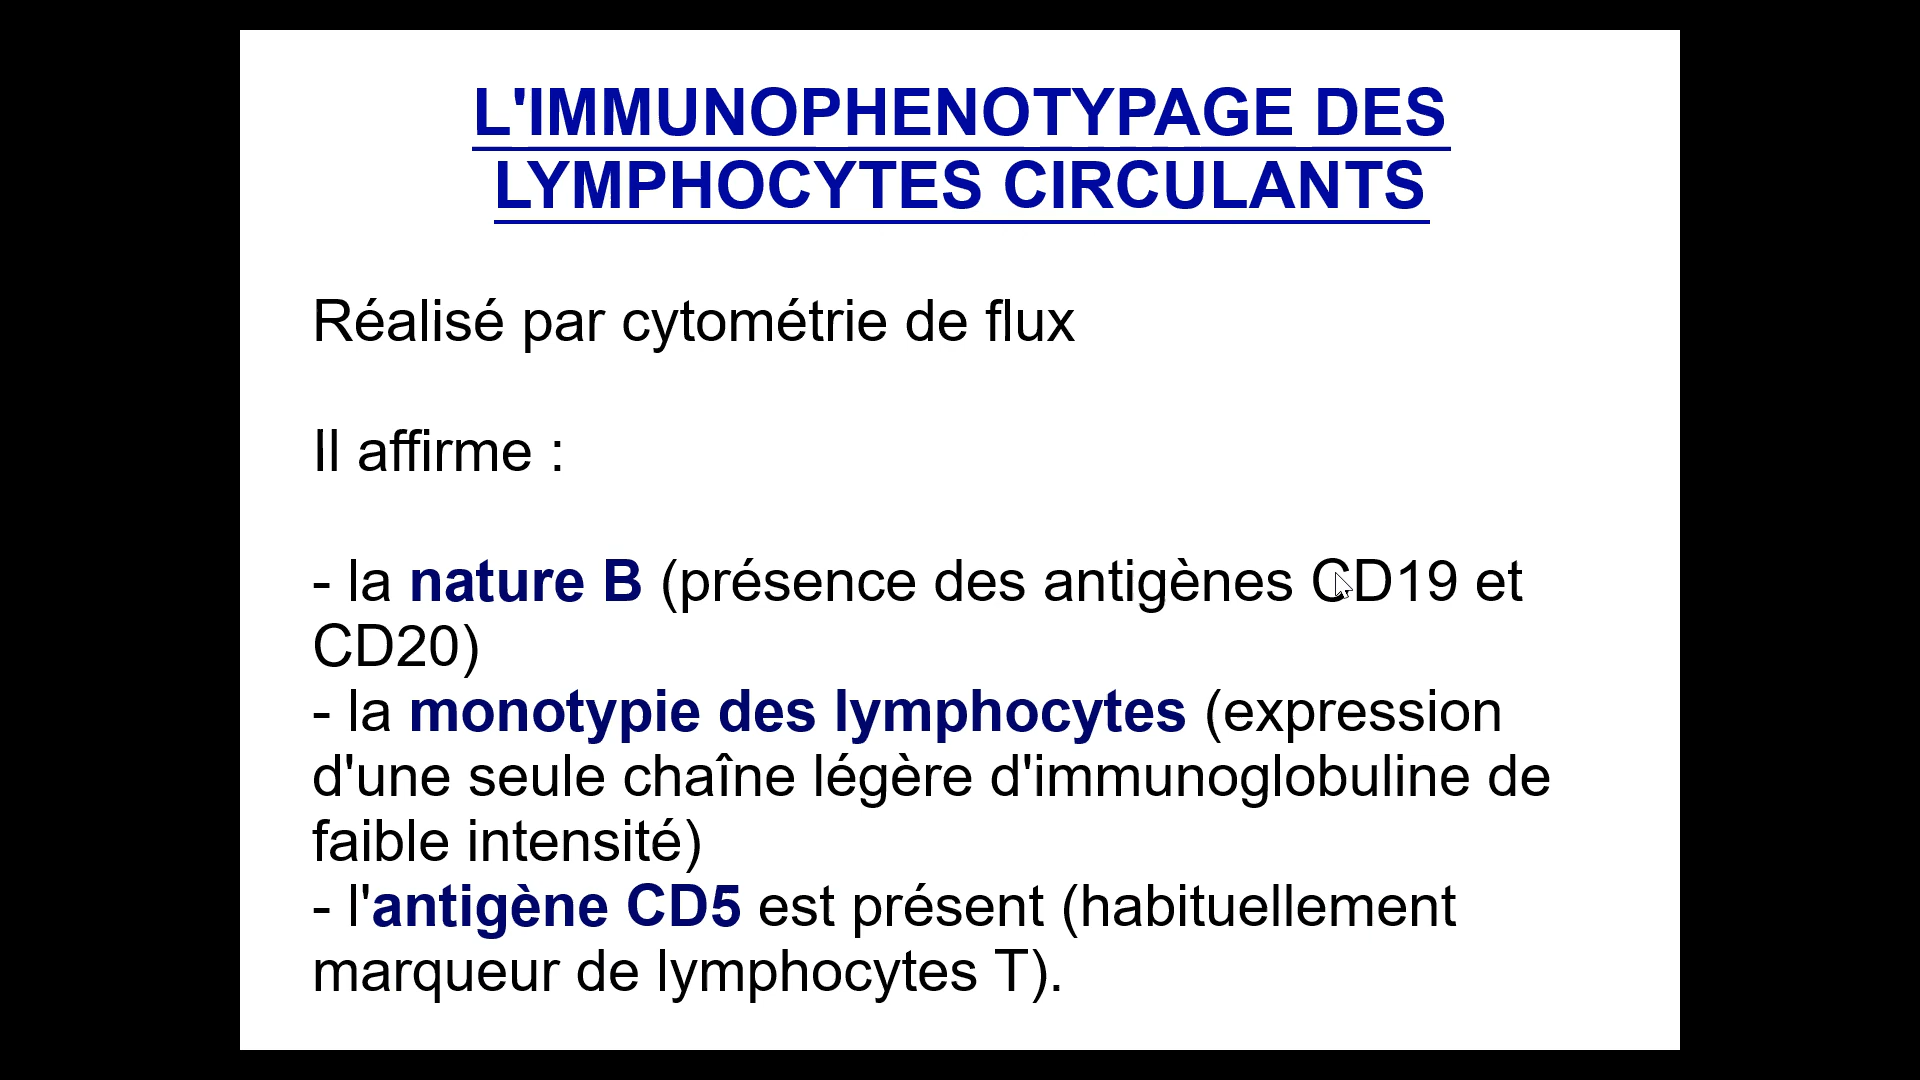 L'IMMUNOPHENOTYPAGE DES
LYMPHOCYTES CIRCULANTS
Réalisé par cytométrie de flux
Il affirme :
- la nature B (présence des antigènes CD19 et
CD20)
- la monotypie des lymphocytes (expression
d'une seule chaîne légère d'immunoglobuline de
faible intensité)
- l'antigène CD5 est présent (habituellement
marqueur de lymphocytes T).